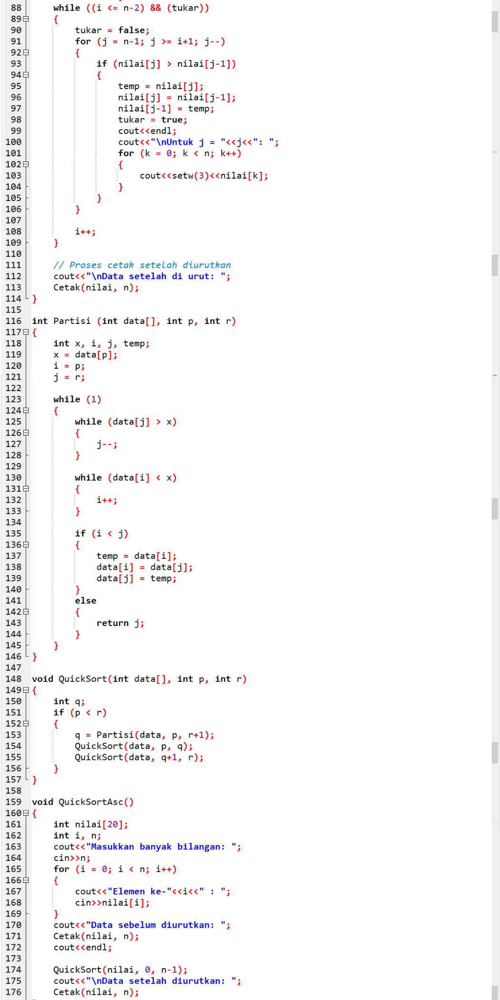 88 while ((i <= n-2) && (tukar))
89 {
90 tukar = false;
91 for (j = n-1; j >= i+1; j--)
92 {
93 if (nilai[j] > nilai[j-1])
94 {
95 temp = nilai[j];
96 nilai[j] = nilai[j-1];
97 nilai[j-1] = temp;
98 tukar = true;
99 cout<<endl;
100 cout<<"\nUntuk j = "<<j<<": ";
101 for (k = 0; k < n; k++)
102 {
103 cout<<setw(3)<<nilai[k];
104 }
105 }
106 }
107
108 i++;
109 }
110
111 // Proses cetak setelah diurutkan
112 cout<<"\nData setelah di urut: ";
113 Cetak(nilai, n);
114 }
115
116 int Partisi (int data[], int p, int r)
117 {
118 int x, i, j, temp;
119 x = data[p];
120 i = p;
121 j = r;
122
123 while (1)
124 {
125 while (data[j] > x)
126 {
127 j--;
128 }
129
130 while (data[i] < x)
131 {
132 i++;
133 }
134
135 if (i < j)
136 {
137 temp = data[i];
138 data[i] = data[j];
139 data[j] = temp;
140 }
141 else
142 {
143 return j;
144 }
145 }
146 }
147
148 void QuickSort(int data[], int p, int r)
149 {
150 int q;
151 if (p < r)
152 {
153 q = Partisi(data, p, r+1);
154 QuickSort(data, p, q);
155 QuickSort(data, q+1, r);
156 }
157 }
158
159 void QuickSortAsc()
160 {
161 int nilai[20];
162 int i, n;
163 cout<<"Masukkan banyak bilangan: ";
164 cin>>n;
165 for (i = 0; i < n; i++)
166 {
167 cout<<"Elemen ke-"<<i<<" : ";
168 cin>>nilai[i];
169 }
170 cout<<"Data sebelum diurutkan: ";
171 Cetak(nilai, n);
172 cout<<endl;
173
174 QuickSort(nilai, 0, n-1);
175 cout<<"\nData setelah diurutkan: ";
176 Cetak(nilai, n);